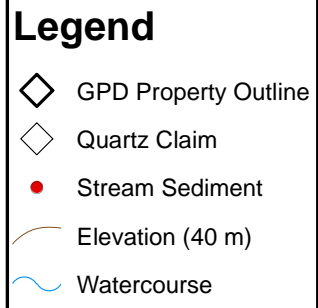 Legend
GPD Property Outline
Quartz Claim
Stream Sediment
Elevation (40 m)
Watercourse